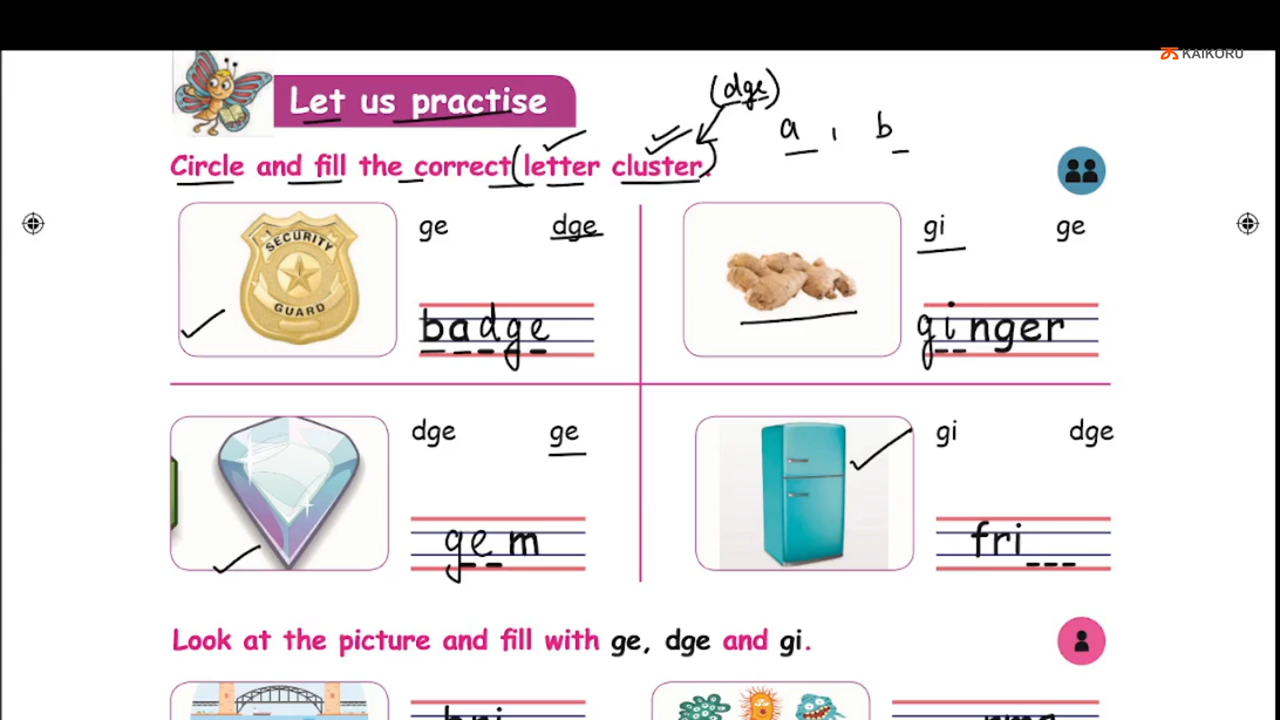 KAIKORU
Let us practise
(dge)
a , b
Circle and fill the correct (letter cluster.)
SECURITY
GUARD
ge dge
badge
gi ge
ginger
dge ge
gem
gi dge
fri_ _ _
Look at the picture and fill with ge, dge and gi.